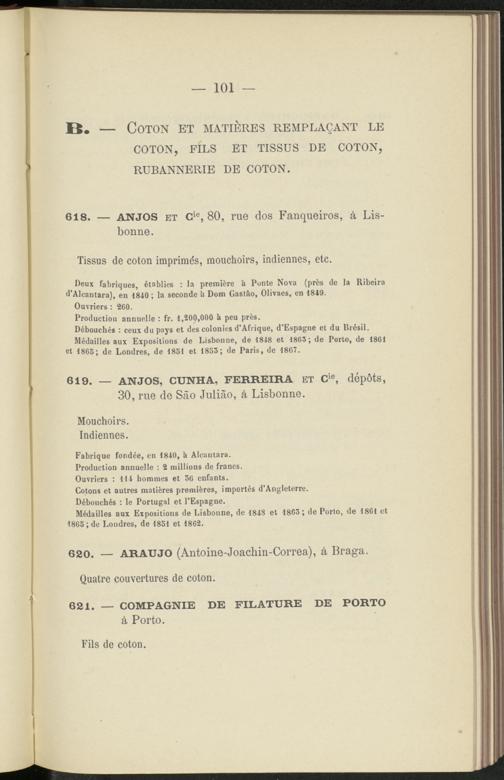 — 101 —
B. — COTON ET MATIÈRES REMPLAÇANT LE
COTON, FILS ET TISSUS DE COTON,
RUBANNERIE DE COTON.
618. — ANJOS ET Cie, 80, rue dos Fanqueiros, á Lis-
bonne.
Tissus de coton imprimés, mouchoirs, indiennes, etc.
Deux fabriques, établies : la première à Ponte Nova (près de la Ribeira
d'Alcantara), en 1840 ; la seconde à Dom Gastão, Olivaes, en 1849.
Ouvriers : 260.
Production annuelle : fr. 1,200,000 à peu près.
Débouchés : ceux du pays et des colonies d'Afrique, d'Espagne et du Brésil.
Médailles aux Expositions de Lisbonne, de 1848 et 1863 ; de Porto, de 1861
et 1865 ; de Londres, de 1851 et 1855 ; de Paris, de 1867.
619. — ANJOS, CUNHA, FERREIRA ET Cie, dépôts,
30, rue de São Julião, á Lisbonne.
Mouchoirs.
Indiennes.
Fabrique fondée, en 1840, à Alcantara.
Production annuelle : 2 millions de francs.
Ouvriers : 114 hommes et 36 enfants.
Cotons et autres matières premières, importés d'Angleterre.
Débouchés : le Portugal et l'Espagne.
Médailles aux Expositions de Lisbonne, de 1848 et 1863 ; de Porto, de 1861 et
1865 ; de Londres, de 1851 et 1862.
620. — ARAUJO (Antoine-Joachin-Correa), á Braga.
Quatre couvertures de coton.
621. — COMPAGNIE DE FILATURE DE PORTO
á Porto.
Fils de coton.